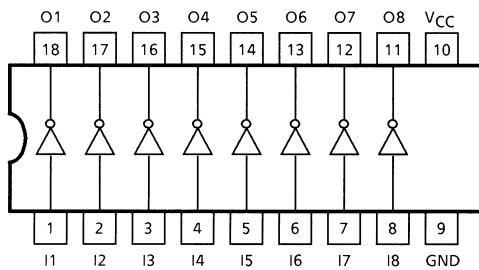 O1 O2 O3 O4 O5 O6 O7 O8 VCC
18 17 16 15 14 13 12 11 10
1 2 3 4 5 6 7 8 9
I1 I2 I3 I4 I5 I6 I7 I8 GND